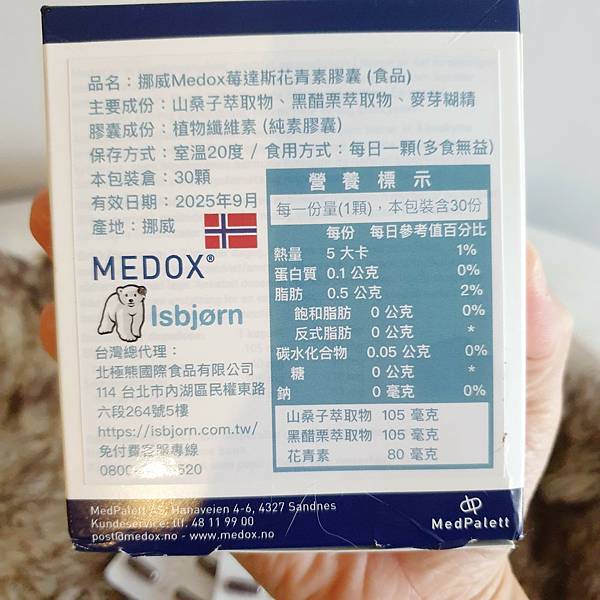 品名：挪威Medox莓達斯花青素膠囊 (食品)
主要成份：山桑子萃取物、黑醋栗萃取物、麥芽糊精
膠囊成份：植物纖維素 (純素膠囊)
保存方式：室溫20度 / 食用方式：每日一顆(多食無益)
本包裝倉：30顆
有效日期：2025年9月
產地：挪威
MEDOX®
Isbjørn
台灣總代理：
北極熊國際食品有限公司
114 台北市內湖區民權東路
六段264號5樓
https://isbjorn.com.tw/
免付費客服專線
營養標示
每一份量(1顆)，本包裝含30份
每份 每日參考值百分比
熱量 5 大卡 1%
蛋白質 0.1 公克 0%
脂肪 0.5 公克 2%
飽和脂肪 0 公克 0%
反式脂肪 0 公克 *
碳水化合物 0.05 公克 0%
糖 0 公克 *
鈉 0 毫克 0%
山桑子萃取物 105 毫克
黑醋栗萃取物 105 毫克
花青素 80 毫克
MedPalett AS, Hanaveien 4-6, 4327 Sandnes
Kundeservice: tlf. 48 11 99 00
post@medox.no - www.medox.no
MedPalett